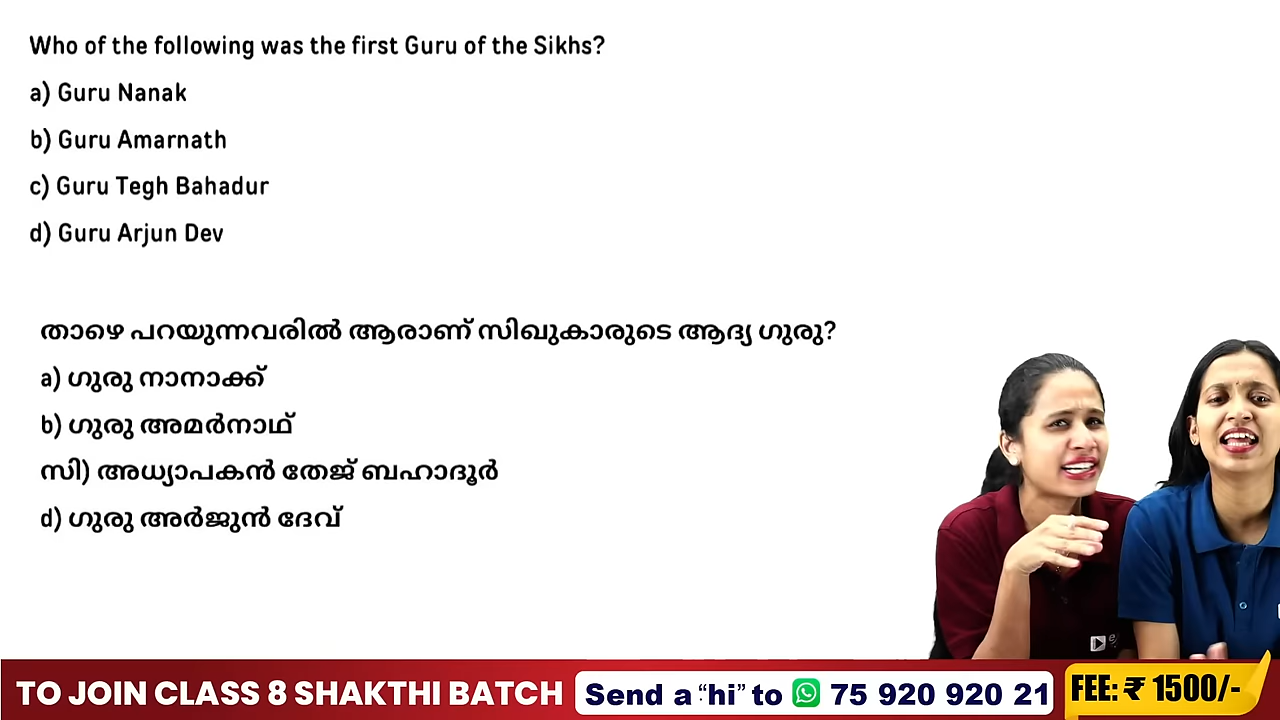 Who of the following was the first Guru of the Sikhs?
a) Guru Nanak
b) Guru Amarnath
c) Guru Tegh Bahadur
d) Guru Arjun Dev
താഴെ പറയുന്നവരിൽ ആരാണ് സിഖുകാരുടെ ആദ്യ ഗുരു?
a) ഗുരു നാനാക്ക്
b) ഗുരു അമർനാഥ്
സി) അധ്യാപകൻ തേജ് ബഹാദൂർ
d) ഗുരു അർജുൻ ദേവ്
TO JOIN CLASS 8 SHAKTHI BATCH
Send a “hi” to 75 920 920 21
FEE: ₹ 1500/-